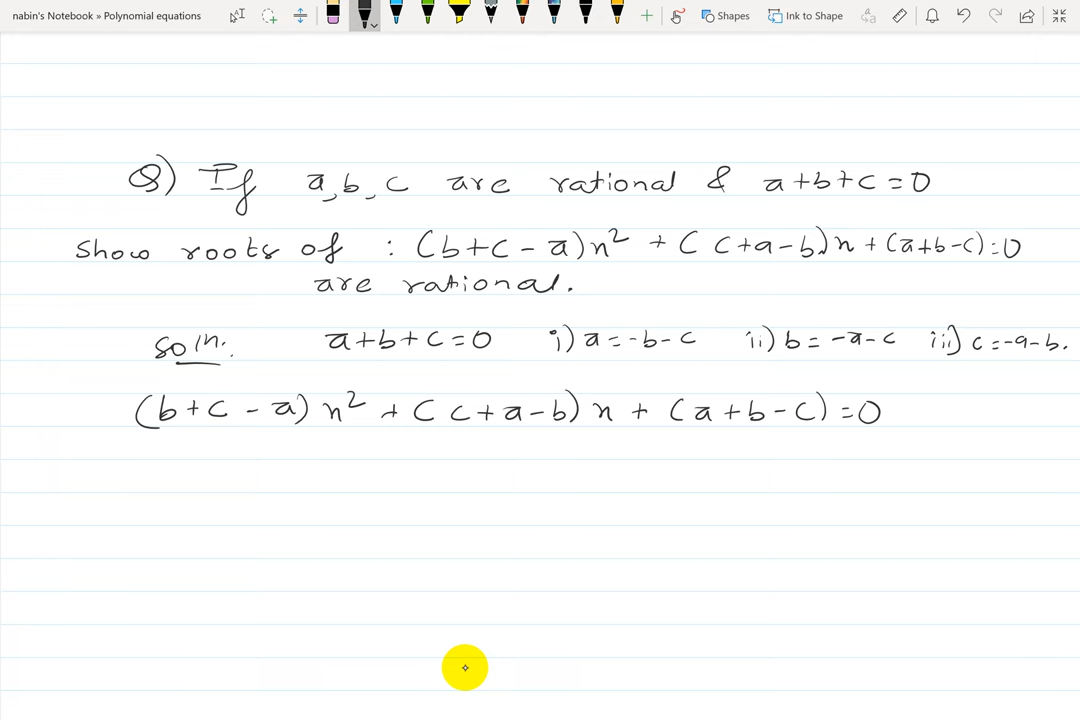 nabin's Notebook » Polynomial equations Shapes Ink to Shape
Q) If a, b, c are rational & a+b+c=0
Show roots of : (b+c-a)x² + (c+a-b)x + (a+b-c)=0
are rational.
Soln: a+b+c=0 i) a=-b-c ii) b=-a-c iii) c=-a-b.
(b+c-a)x² + (c+a-b)x + (a+b-c)=0